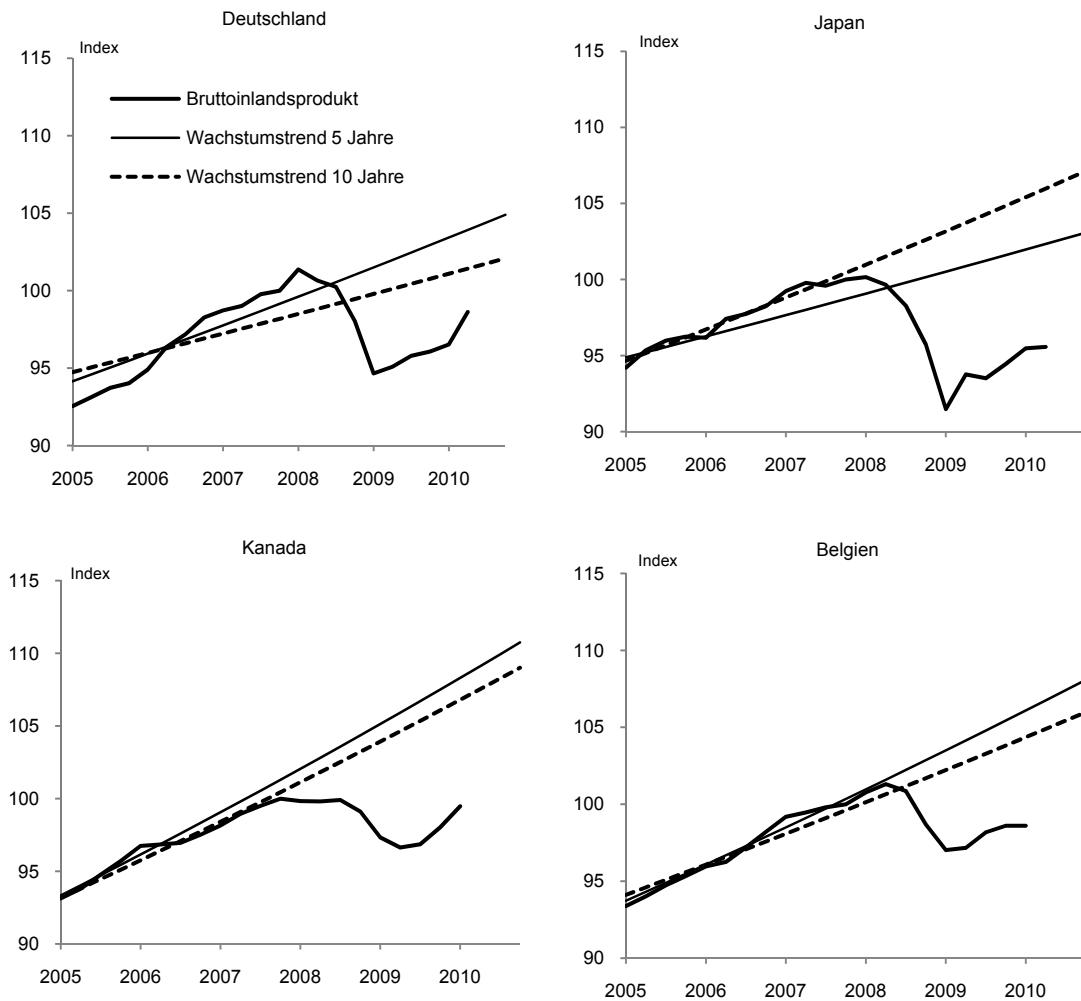 Deutschland
Index
115
110
105
100
95
90
2005 2006 2007 2008 2009 2010
Bruttoinlandsprodukt
Wachstumstrend 5 Jahre
Wachstumstrend 10 Jahre
Japan
Index
115
110
105
100
95
90
2005 2006 2007 2008 2009 2010
Kanada
Index
115
110
105
100
95
90
2005 2006 2007 2008 2009 2010
Belgien
Index
115
110
105
100
95
90
2005 2006 2007 2008 2009 2010